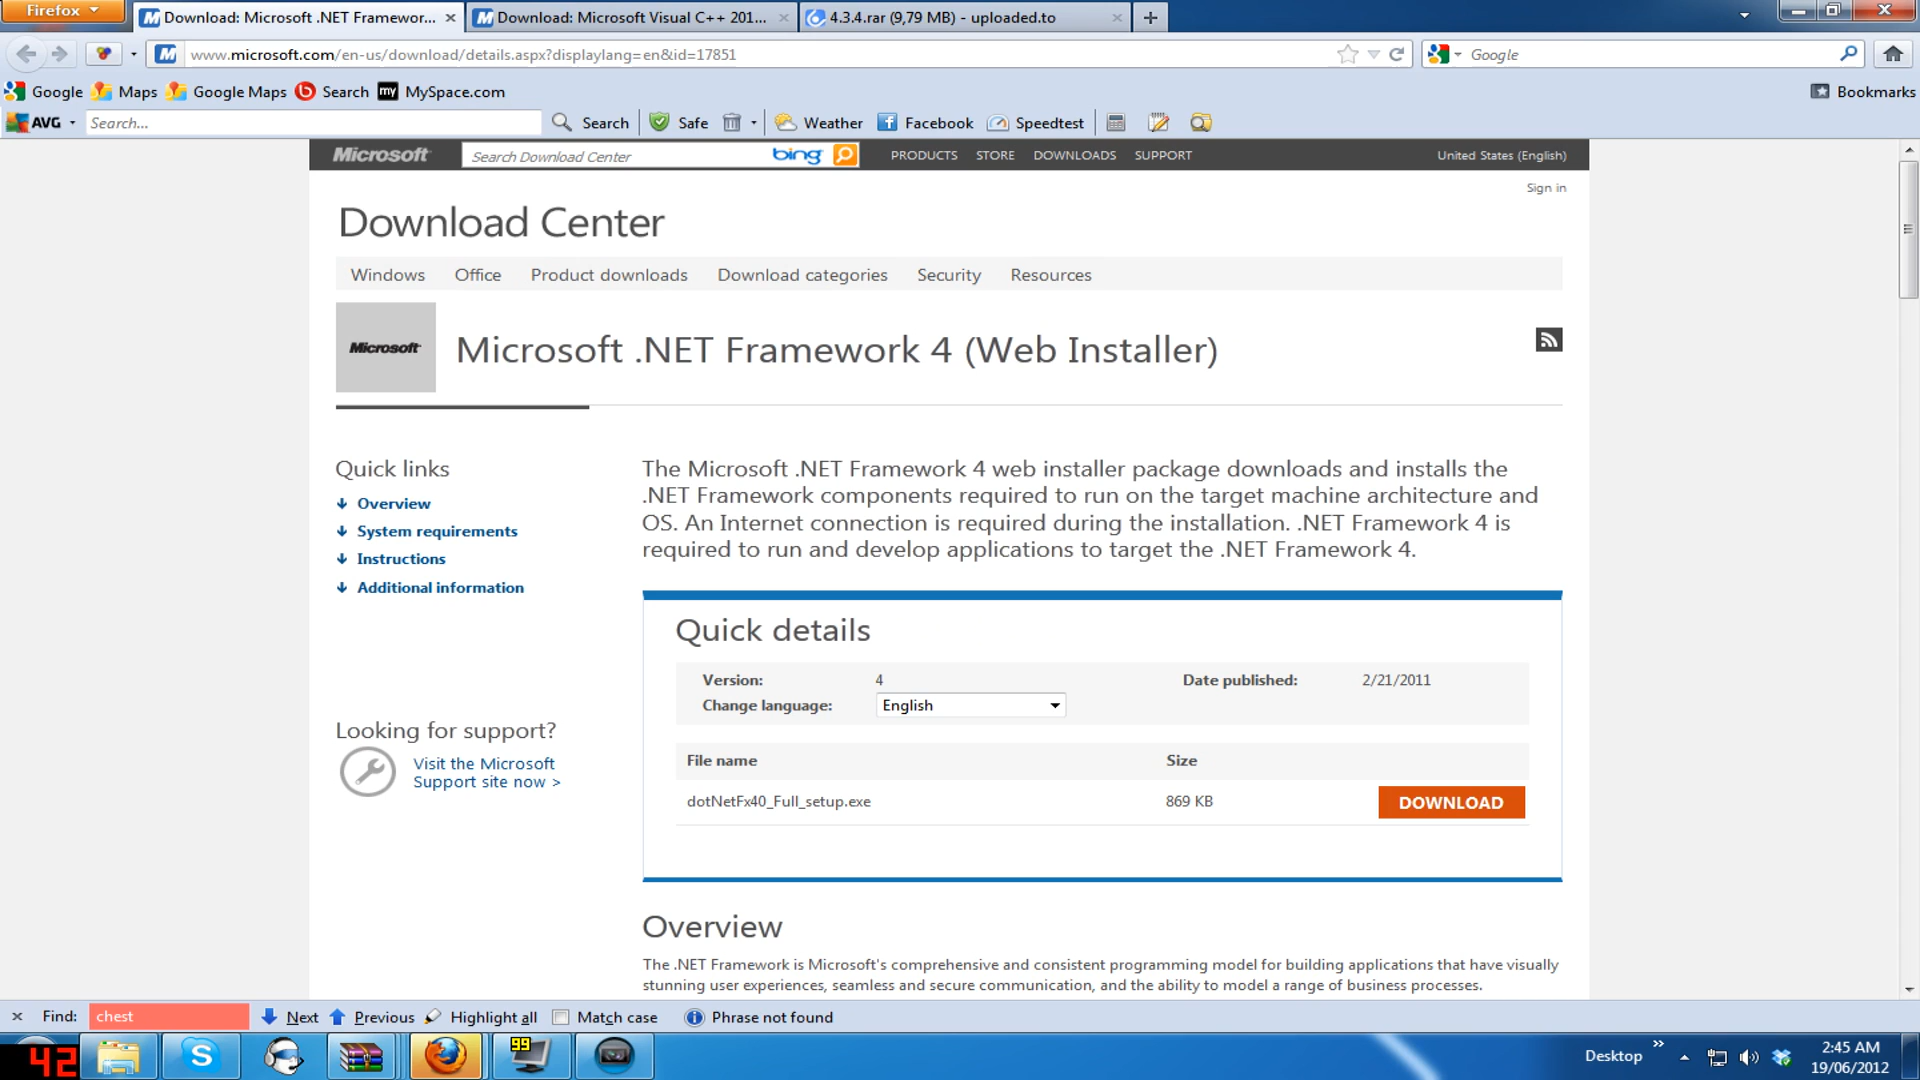 Firefox
Download: Microsoft .NET Framewor...
Download: Microsoft Visual C++ 201...
4.3.4.rar (9,79 MB) - uploaded.to
www.microsoft.com/en-us/download/details.aspx?displaylang=en&id=17851
Google
Google
Maps
Google Maps
Search
my
MySpace.com
Bookmarks
AVG
Search...
Search
Safe
Weather
Facebook
Speedtest
Microsoft
Search Download Center
bing
PRODUCTS
STORE
DOWNLOADS
SUPPORT
United States (English)
Sign in
Download Center
Windows
Office
Product downloads
Download categories
Security
Resources
Microsoft
Microsoft .NET Framework 4 (Web Installer)
Quick links
Overview
System requirements
Instructions
Additional information
The Microsoft .NET Framework 4 web installer package downloads and installs the
.NET Framework components required to run on the target machine architecture and
OS. An Internet connection is required during the installation. .NET Framework 4 is
required to run and develop applications to target the .NET Framework 4.
Quick details
Version:
4
Date published:
2/21/2011
Change language:
English
File name
Size
dotNetFx40_Full_setup.exe
869 KB
DOWNLOAD
Looking for support?
Visit the Microsoft
Support site now >
Overview
The .NET Framework is Microsoft's comprehensive and consistent programming model for building applications that have visually
stunning user experiences, seamless and secure communication, and the ability to model a range of business processes.
Find:
chest
Next
Previous
Highlight all
Match case
Phrase not found
42
99
Desktop
2:45 AM
19/06/2012